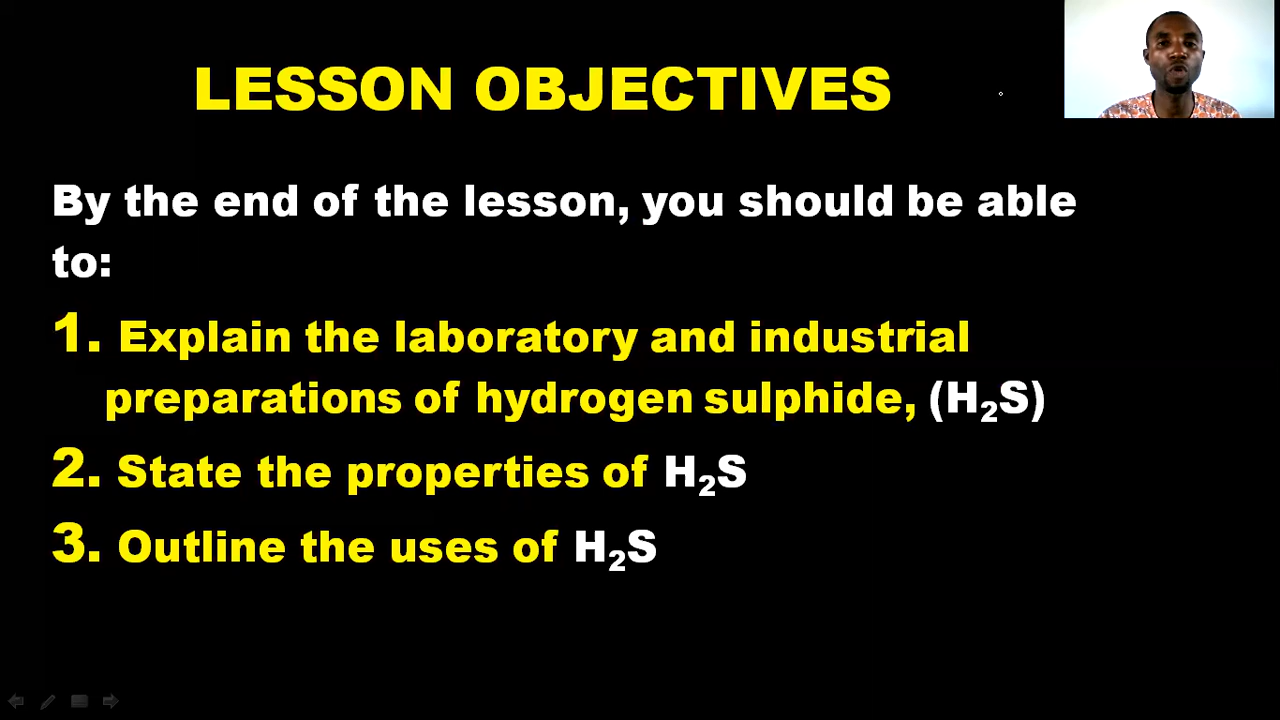 LESSON OBJECTIVES
By the end of the lesson, you should be able
to:
1. Explain the laboratory and industrial
preparations of hydrogen sulphide, (H₂S)
2. State the properties of H₂S
3. Outline the uses of H₂S